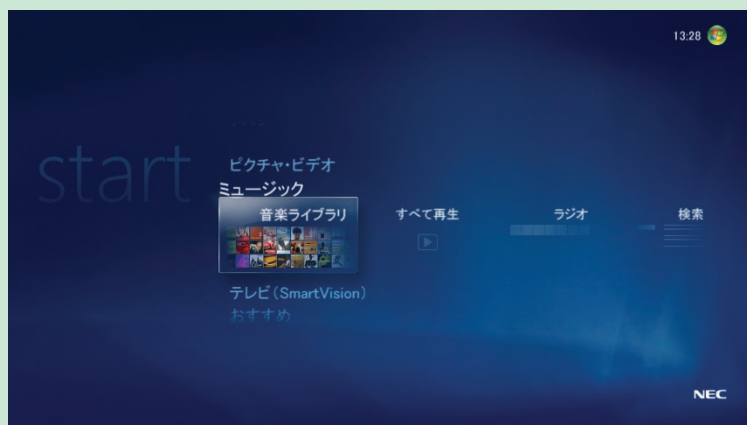 13:28
start
ピクチャ・ビデオ
ミュージック
音楽ライブラリ すべて再生 ラジオ 検索
テレビ（SmartVision）
おすすめ
NEC